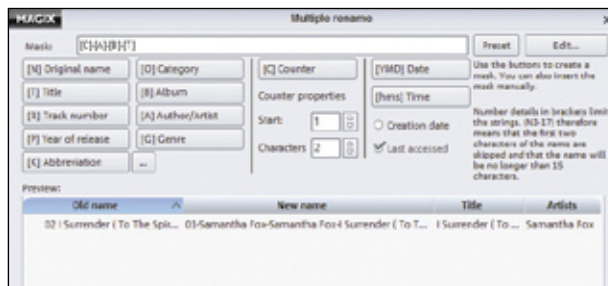 MAGIX
Multiple rename
Mask:
[C]-[A]-[B]-[T]
Preset
Edit...
[N] Original name
[O] Category
[C] Counter
[YMD] Date
Use the buttons to create a
mask. You can also insert the
mask manually.
[T] Title
[B] Album
Counter properties
[hms] Time
[R] Track number
[A] Author/Artist
Start:
1
Creation date
Number details in brackets limit
the strings. (N3-17) therefore
means that the first two
characters of the name are
skipped and that the name will
be no longer than 15
characters.
[P] Year of release
[G] Genre
Characters
2
Last accessed
[K] Abbreviation
...
Preview:
Old name
New name
Title
Artists
02 I Surrender ( To The Spir...
01-Samantha Fox-Samantha Fox-I Surrender ( To T...
I Surrender ( To ...
Samantha Fox